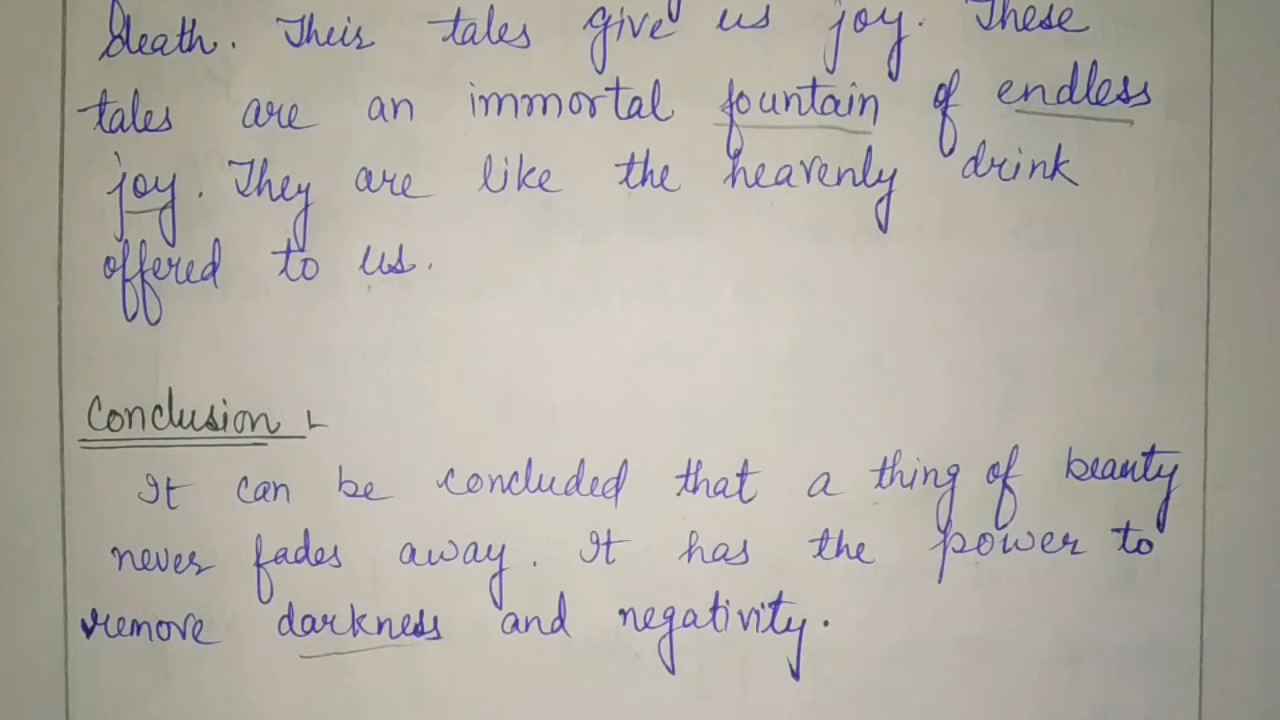 death. Their tales give us joy. These
tales are an immortal fountain of endless
joy. They are like the heavenly drink
offered to us.
Conclusion :-
It can be concluded that a thing of beauty
never fades away. It has the power to
remove darkness and negativity.